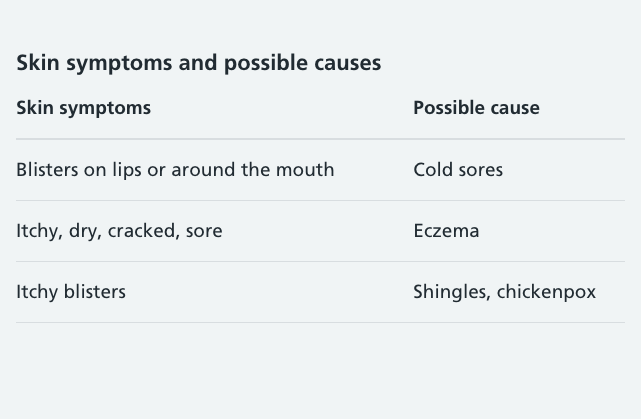 Skin symptoms and possible causes
Skin symptoms Possible cause
Blisters on lips or around the mouth Cold sores
Itchy, dry, cracked, sore Eczema
Itchy blisters Shingles, chickenpox